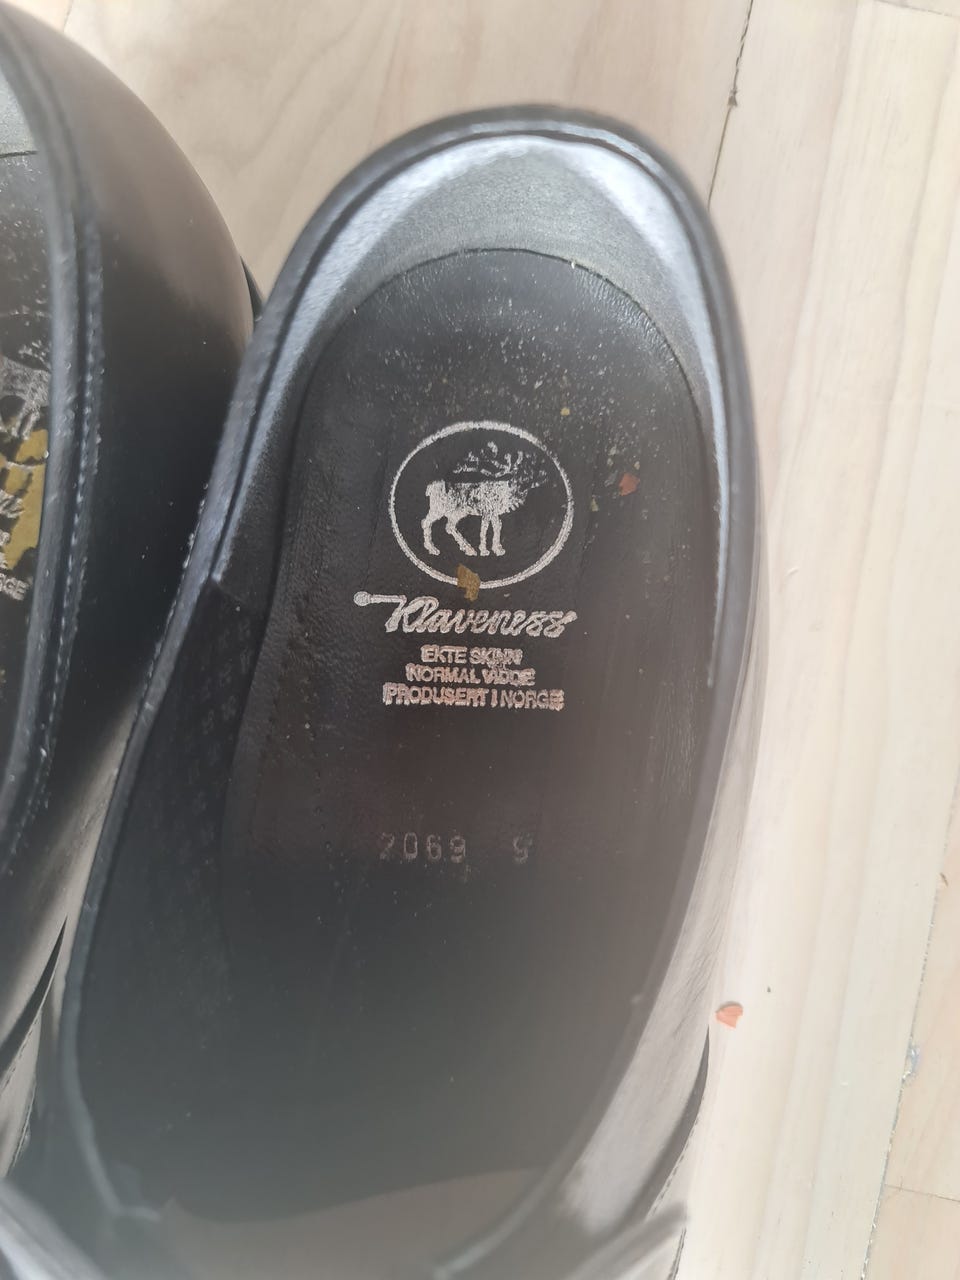 Klaveness
EKTE SKINN
NORMAL VIDDE
PRODUSERT I NORGE
2069 9